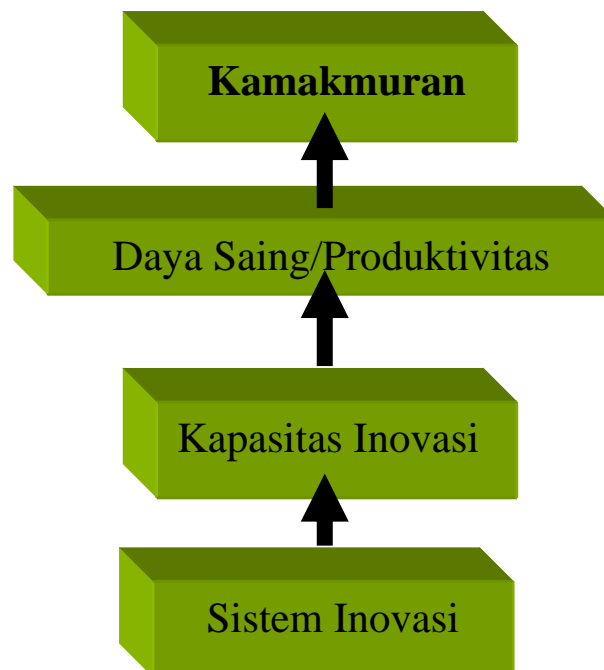 Kamakmuran
Daya Saing/Produktivitas
Kapasitas Inovasi
Sistem Inovasi